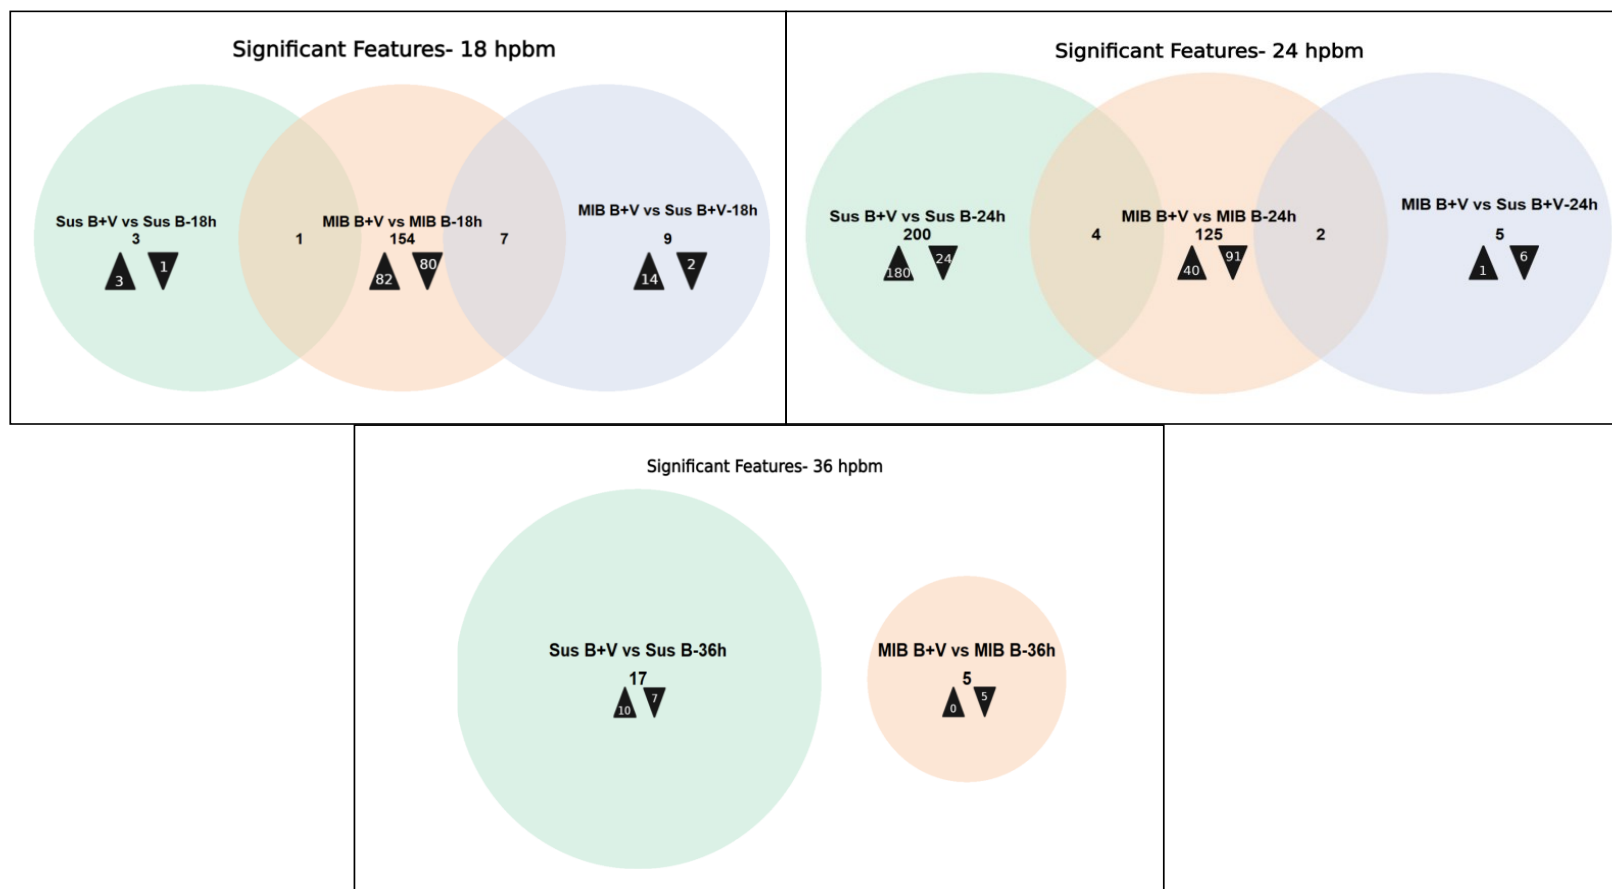 Significant Features- 18 hpbm
Sus B+V vs Sus B-18h
3
3
1
1
MIB B+V vs MIB B-18h
154
82
80
7
MIB B+V vs Sus B+V-18h
9
14
2
Significant Features- 24 hpbm
Sus B+V vs Sus B-24h
200
180
24
4
MIB B+V vs MIB B-24h
125
40
91
2
MIB B+V vs Sus B+V-24h
5
1
6
Significant Features- 36 hpbm
Sus B+V vs Sus B-36h
17
10
7
MIB B+V vs MIB B-36h
5
0
5